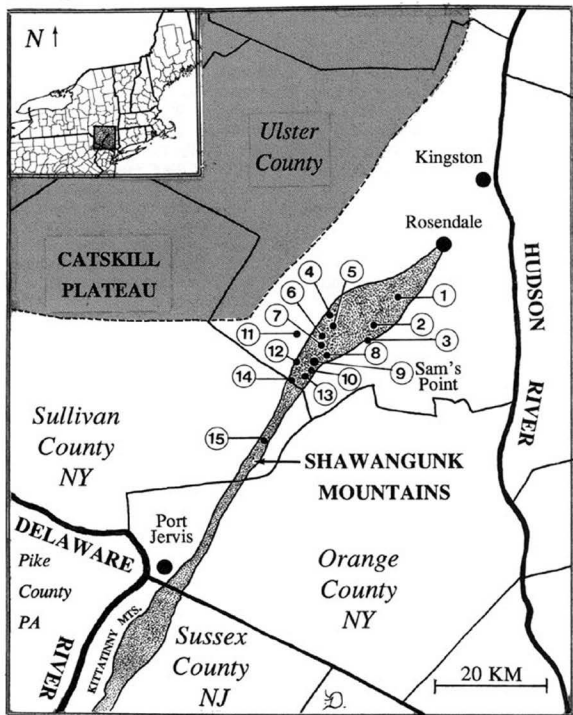 N ↑
Ulster
County
Kingston
Rosendale
CATSKILL
PLATEAU
HUDSON
RIVER
4
5
1
6
7
2
11
3
8
12
9
14
13
10
Sam's
Point
15
Sullivan
County
NY
SHAWANGUNK
MOUNTAINS
DELAWARE
RIVER
Port
Jervis
Pike
County
PA
Orange
County
NY
KITTATINNY MTS.
Sussex
County
NJ
20 KM
D.